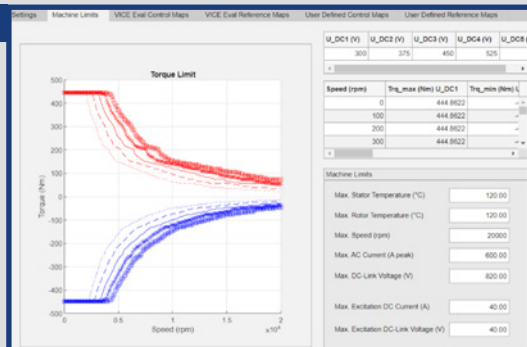 Settings Machine Limits VICE Eval Control Maps VICE Eval Reference Maps User Defined Control Maps User Defined Reference Maps
Torque Limit
500
400
300
200
100
0
-100
-200
-300
-400
-500
Torque (Nm)
0 0.5 1 1.5 2
×10⁴
Speed (rpm)
U_DC1 (V) U_DC2 (V) U_DC3 (V) U_DC4 (V) U_DC5
300 375 450 525
Speed (rpm) Trq_max (Nm) U_DC1 Trq_min (Nm)
0 444.8622
100 444.8622
200 444.8622
300 444.8622
Machine Limits
Max. Stator Temperature (°C) 120.00
Max. Rotor Temperature (°C) 120.00
Max. Speed (rpm) 20000
Max. AC Current (A peak) 600.00
Max. DC-Link Voltage (V) 820.00
Max. Excitation DC Current (A) 40.00
Max. Excitation DC-Link Voltage (V) 40.00